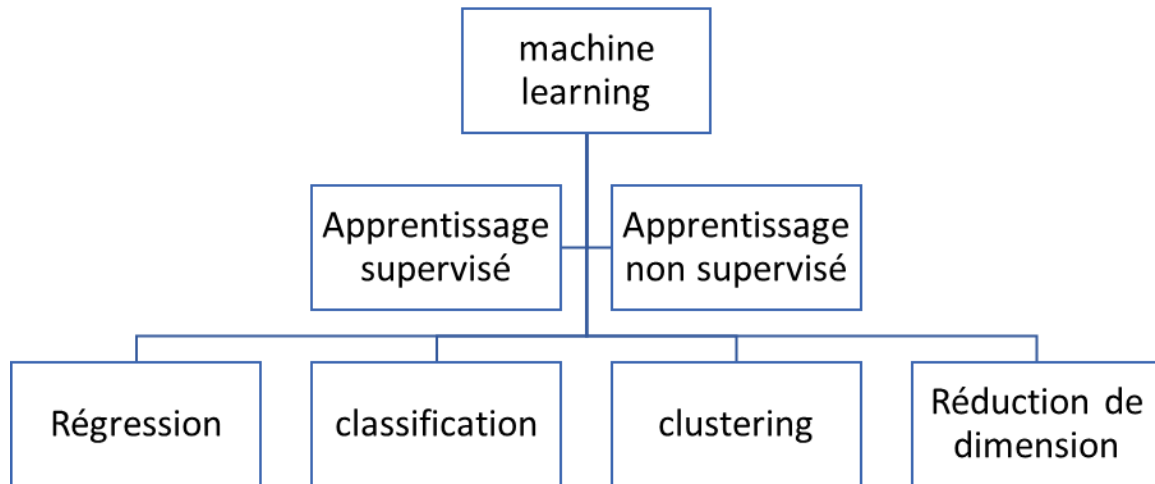 machine
learning
Apprentissage
supervisé
Apprentissage
non supervisé
Régression
classification
clustering
Réduction de
dimension